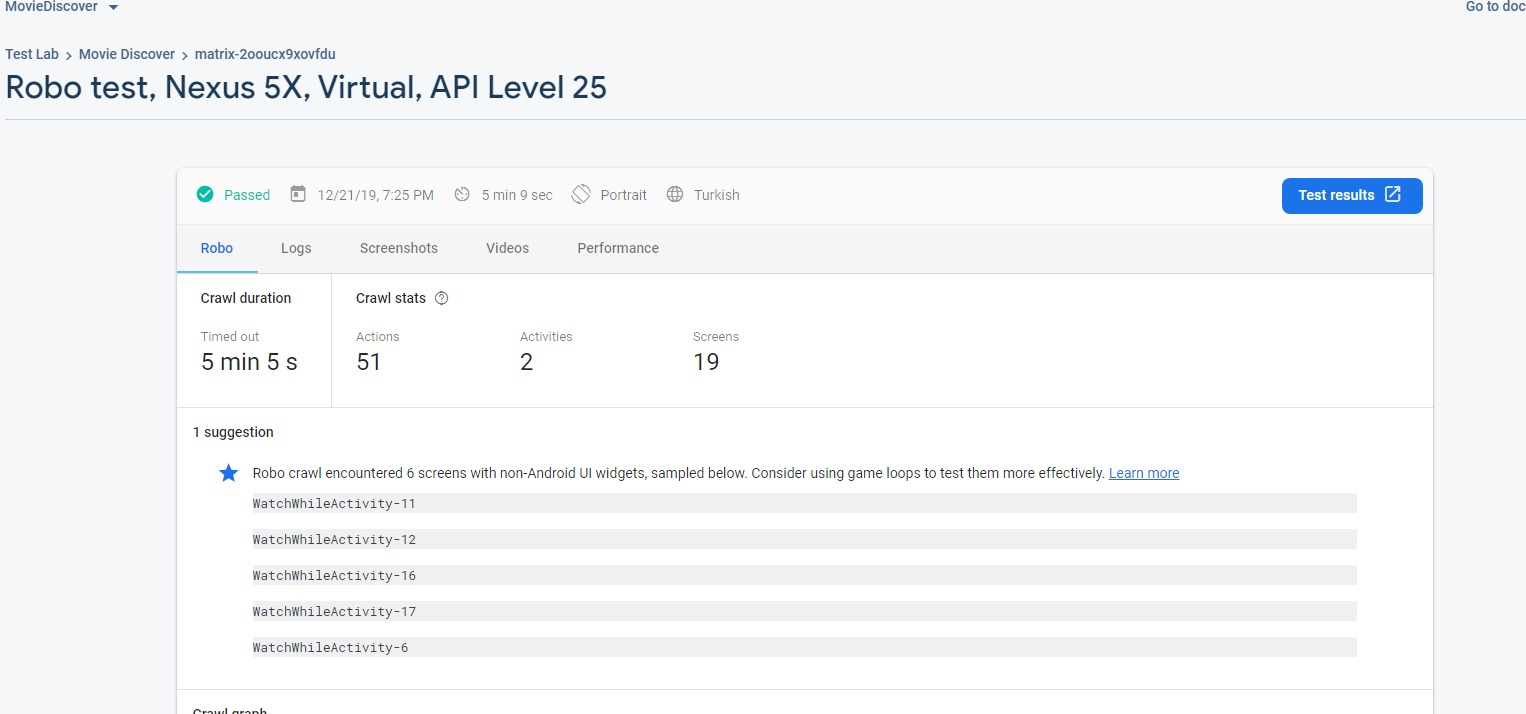 MovieDiscover
Go to doc
Test Lab > Movie Discover > matrix-2ooucx9xovfdu
Robo test, Nexus 5X, Virtual, API Level 25
Passed 12/21/19, 7:25 PM 5 min 9 sec Portrait Turkish
Test results
Robo Logs Screenshots Videos Performance
Crawl duration
Timed out
5 min 5 s
Crawl stats
Actions Activities Screens
51 2 19
1 suggestion
Robo crawl encountered 6 screens with non-Android UI widgets, sampled below. Consider using game loops to test them more effectively. Learn more
WatchWhileActivity-11
WatchWhileActivity-12
WatchWhileActivity-16
WatchWhileActivity-17
WatchWhileActivity-6
Crawl graph